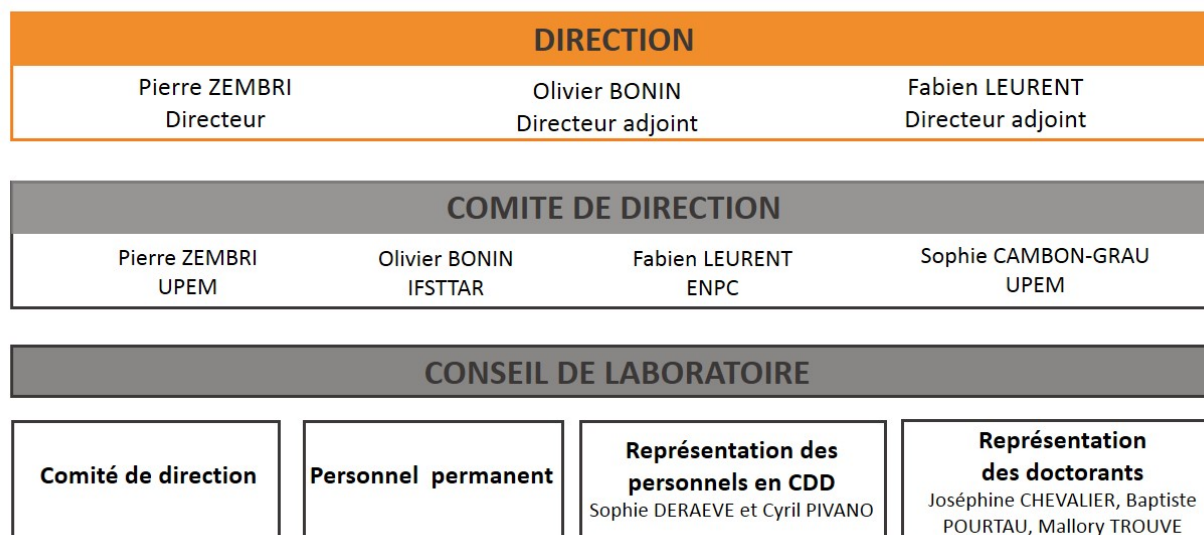 DIRECTION
Pierre ZEMBRI
Directeur
Olivier BONIN
Directeur adjoint
Fabien LEURENT
Directeur adjoint
COMITE DE DIRECTION
Pierre ZEMBRI
UPEM
Olivier BONIN
IFSTTAR
Fabien LEURENT
ENPC
Sophie CAMBON-GRAU
UPEM
CONSEIL DE LABORATOIRE
Comité de direction
Personnel permanent
Représentation des
personnels en CDD
Sophie DERAEVE et Cyril PIVANO
Représentation
des doctorants
Joséphine CHEVALIER, Baptiste
POURTAU, Mallory TROUVE